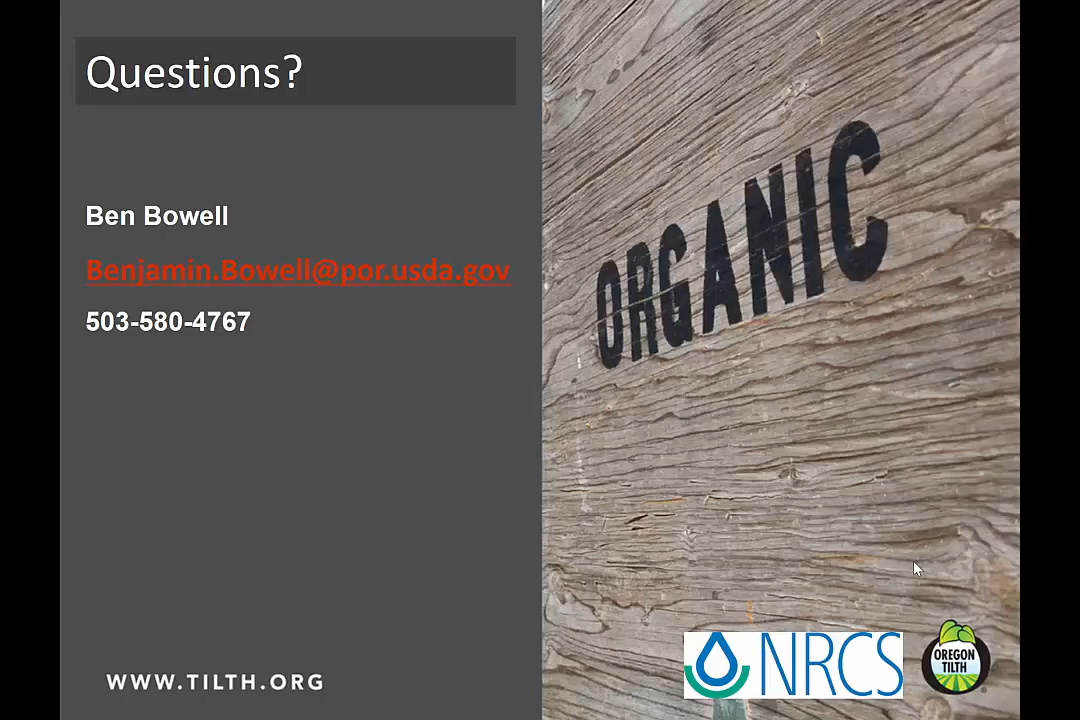 Questions?
Ben Bowell
Benjamin.Bowell@por.usda.gov
503-580-4767
WWW.TILTH.ORG
ORGANIC
NRCS
OREGON
TILTH